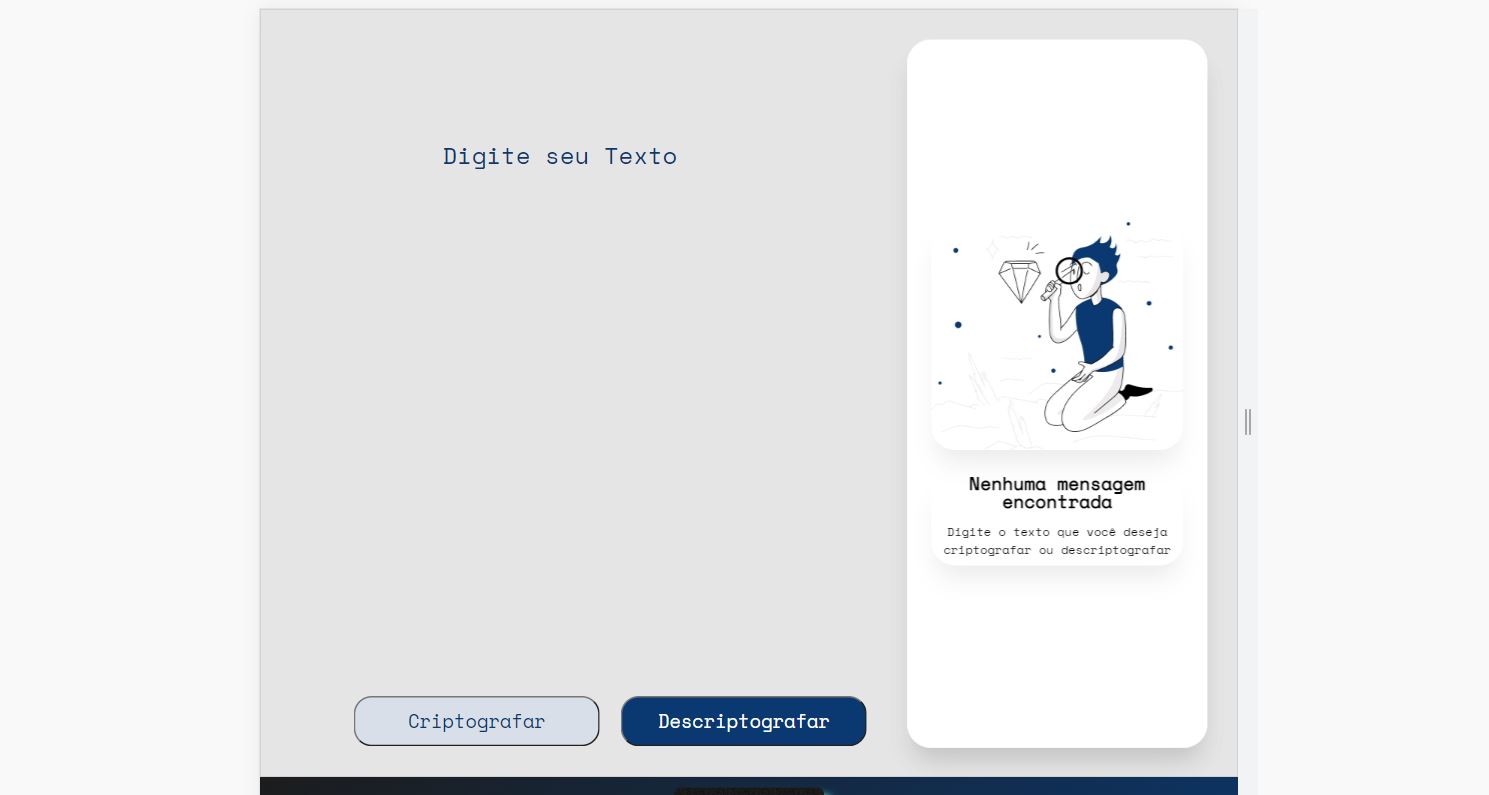 Digite seu Texto
Nenhuma mensagem
encontrada
Digite o texto que você deseja
criptografar ou descriptografar
Criptografar
Descriptografar